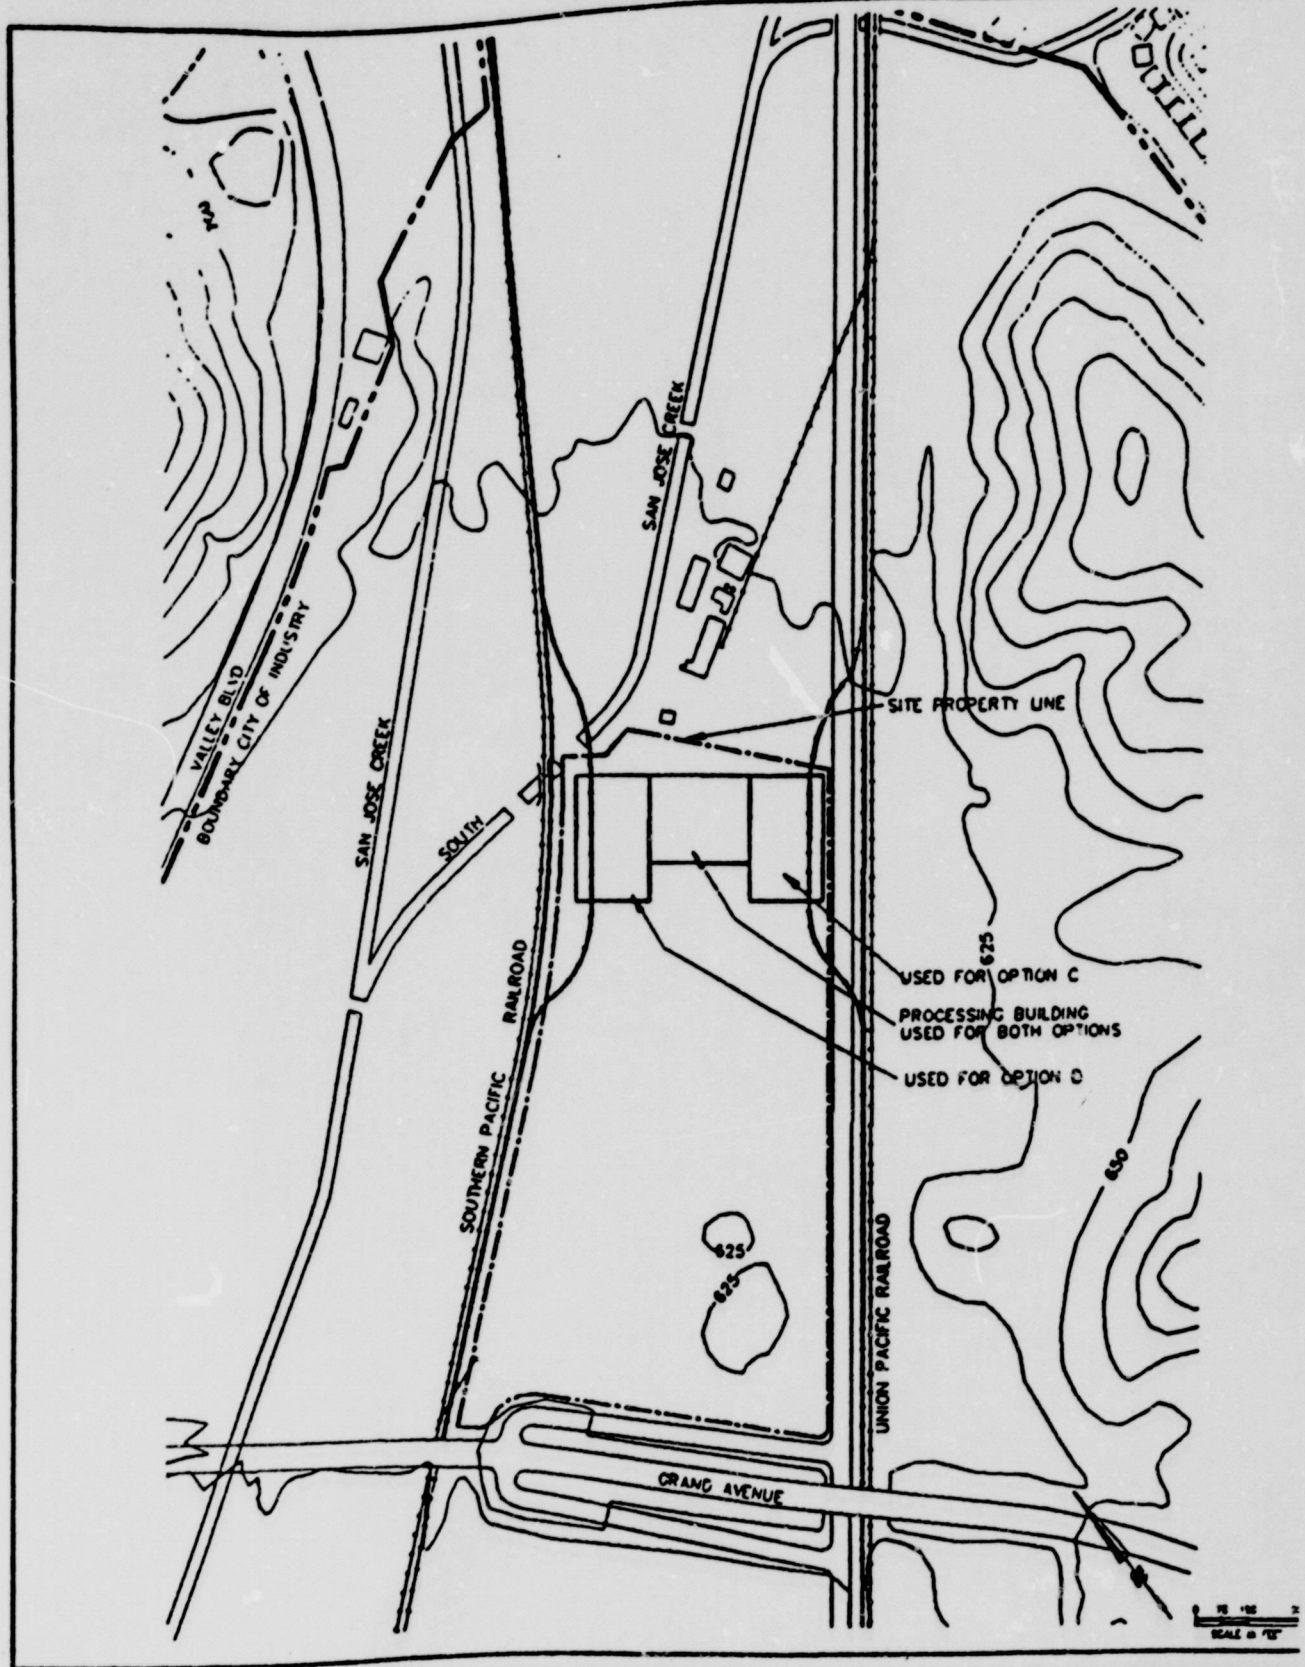 SAN JOSE CREEK
VALLEY BLVD
BOUNDARY CITY OF INDUSTRY
SITE PROPERTY LINE
SAN JOSE CREEK
SOUTH
625
USED FOR OPTION C
RAILROAD
PROCESSING BUILDING
USED FOR BOTH OPTIONS
USED FOR OPTION D
SOUTHERN PACIFIC
650
625
625
UNION PACIFIC RAILROAD
GRAND AVENUE
0
SCALE